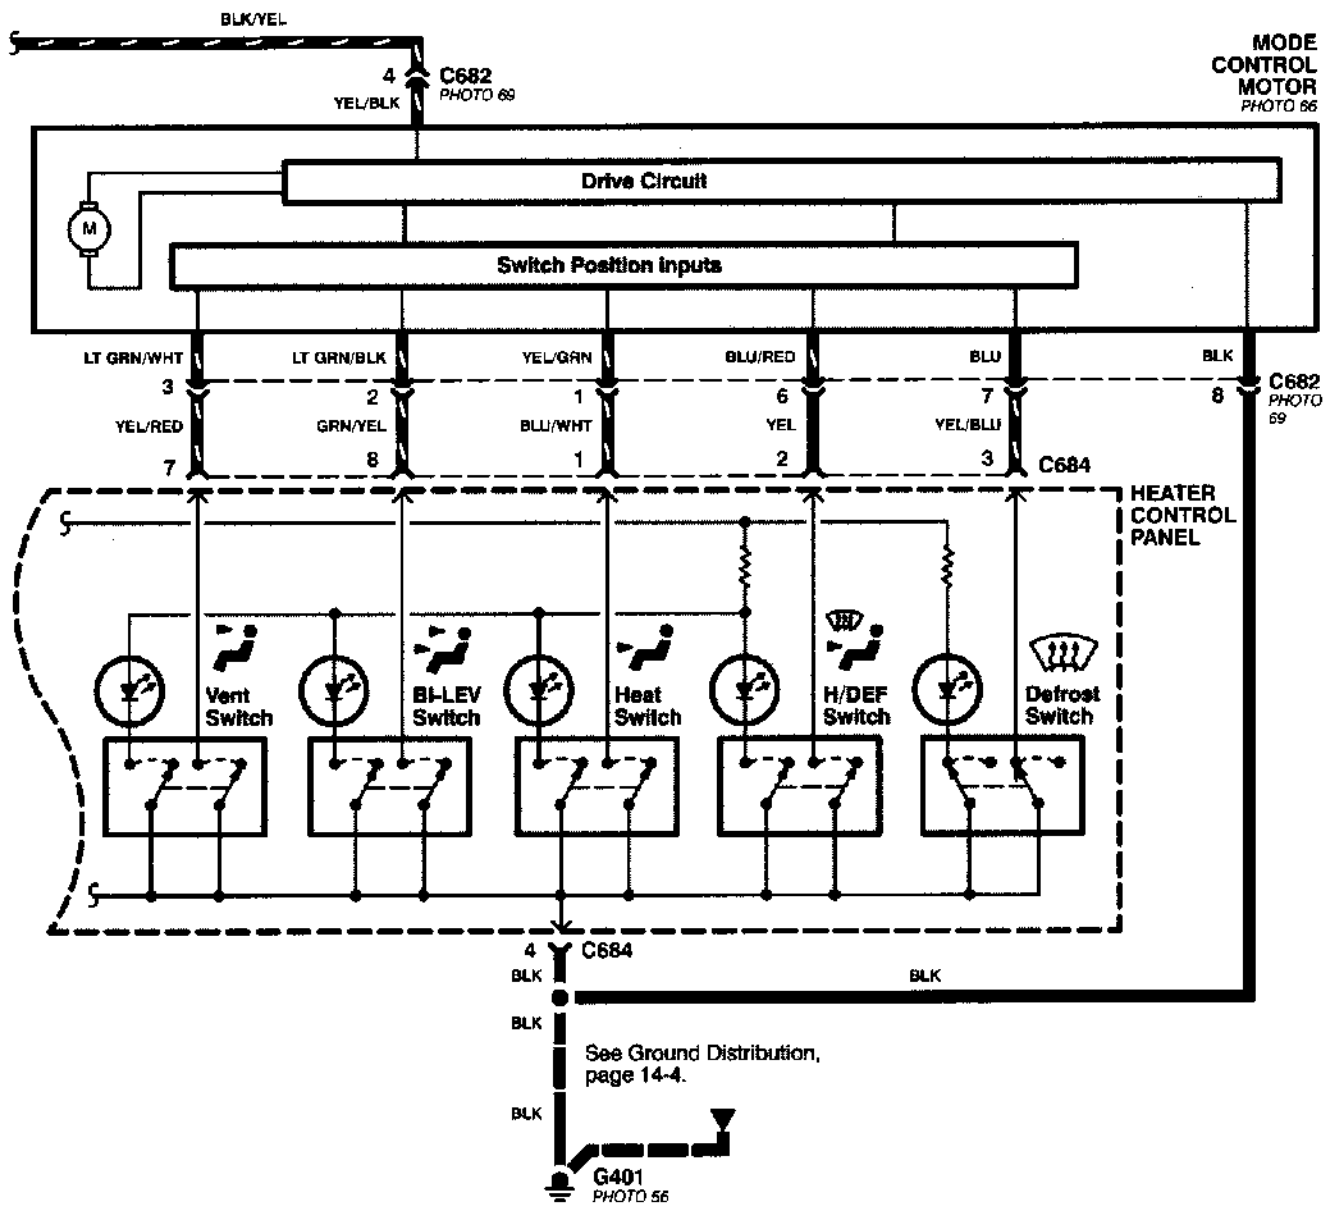 BLK/YEL
MODE
CONTROL
MOTOR
PHOTO 66
4 C682
PHOTO 69
YEL/BLK
Drive Circuit
M
Switch Position Inputs
LT GRN/WHT LT GRN/BLK YEL/GRN BLU/RED BLU BLK
3 2 1 6 7 8 C682
PHOTO
69
YEL/RED GRN/YEL BLU/WHT YEL YEL/BLU
7 8 1 2 3 C684
HEATER
CONTROL
PANEL
Vent
Switch
BI-LEV
Switch
Heat
Switch
H/DEF
Switch
Defrost
Switch
4 C684
BLK
BLK
BLK
See Ground Distribution,
page 14-4.
BLK
G401
PHOTO 56